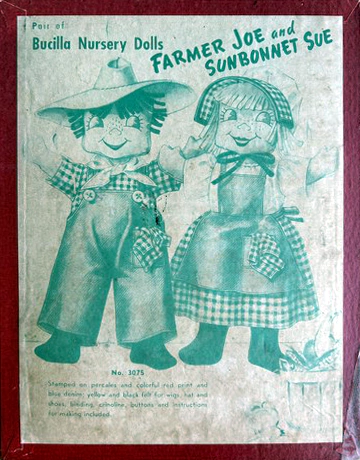 Pair of
Bucilla Nursery Dolls
FARMER JOE and
SUNBONNET SUE
No. 3075
Stamped on percales and colorful red print and
blue denim; yellow and black felt for wigs, hat and
shoes, binding, crinoline, buttons and instructions
for making included.